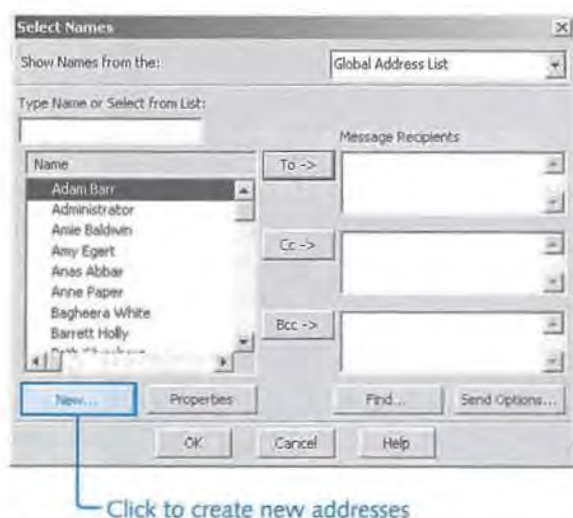 Select Names
Show Names from the:
Global Address List
Type Name or Select from List:
Message Recipients
Name
To ->
Adam Barr
Administrator
Amie Baldwin
Amy Egert
Anas Abbar
Anne Paper
Bagheera White
Barrett Holly
Cc ->
Bcc ->
New...
Properties
Find...
Send Options...
OK
Cancel
Help
Click to create new addresses